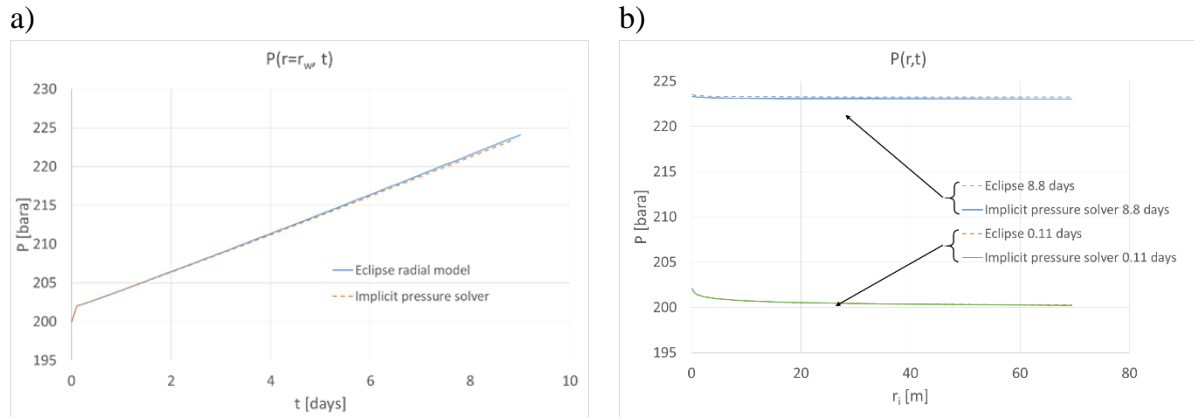 a)
P(r=r_w, t)
230
225
220
215
210
205
200
195
P [bara]
0 2 4 6 8 10
t [days]
Eclipse radial model
Implicit pressure solver
b)
P(r,t)
225
220
215
210
205
200
195
P [bara]
0 20 40 60 80
r_i [m]
Eclipse 8.8 days
Implicit pressure solver 8.8 days
Eclipse 0.11 days
Implicit pressure solver 0.11 days